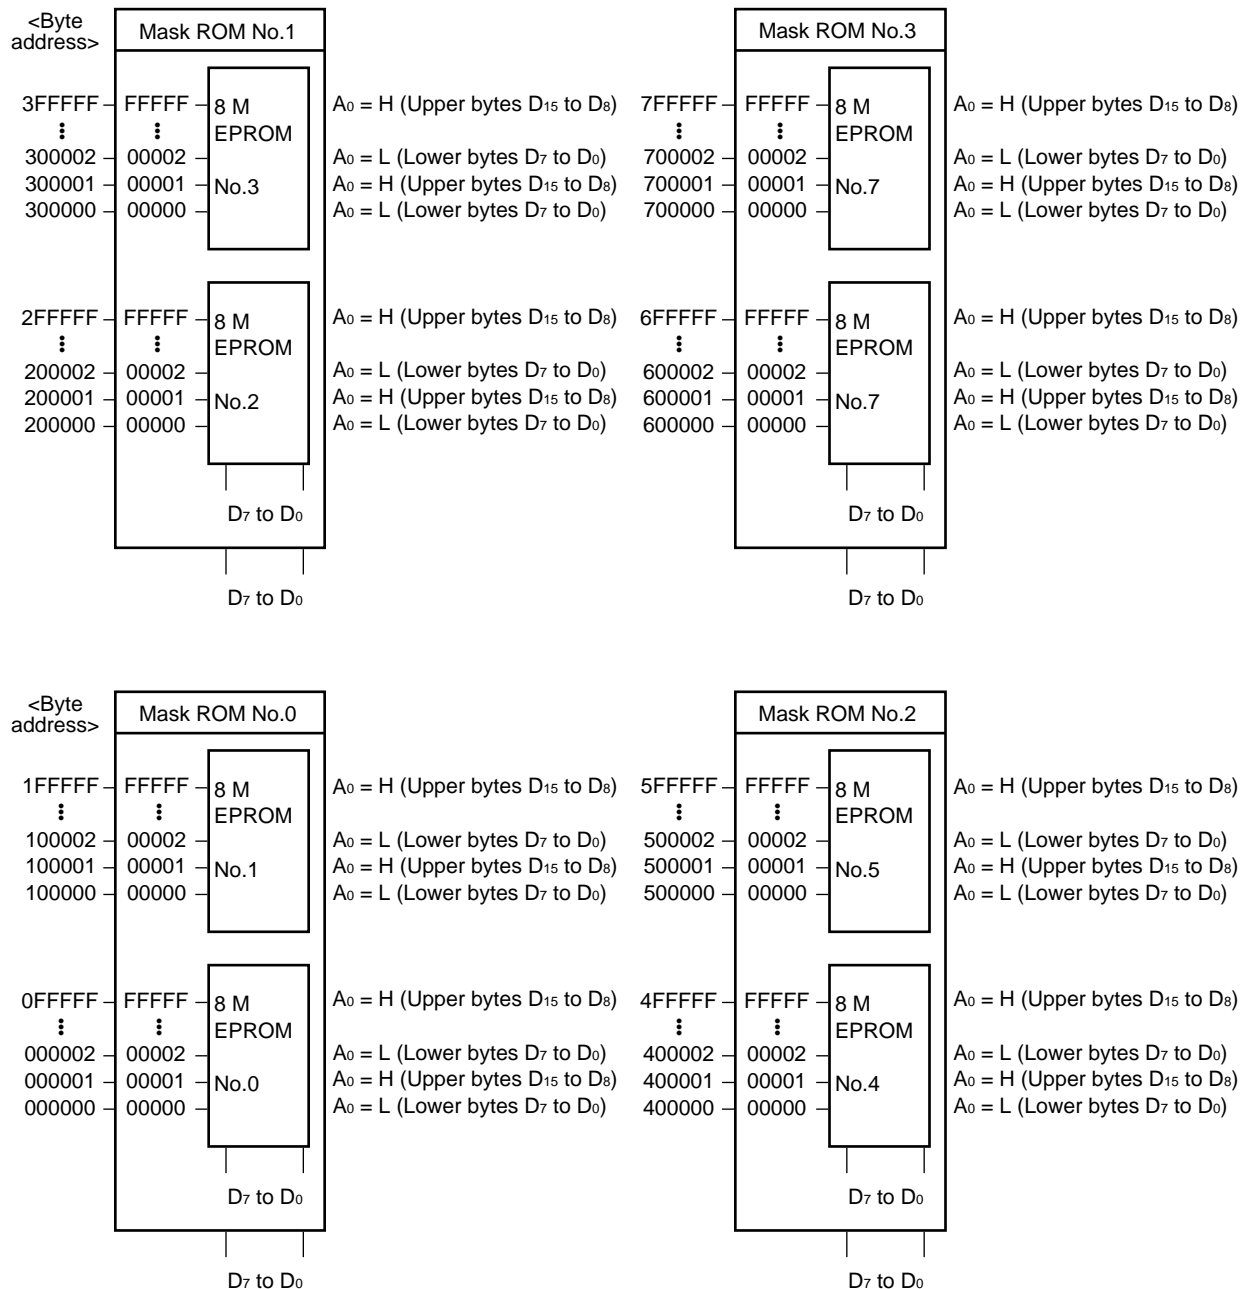 <Byte
address>
Mask ROM No.1
3FFFFF FFFFF 8 M A0 = H (Upper bytes D15 to D8)
EPROM
300002 00002 A0 = L (Lower bytes D7 to D0)
300001 00001 No.3 A0 = H (Upper bytes D15 to D8)
300000 00000 A0 = L (Lower bytes D7 to D0)
2FFFFF FFFFF 8 M A0 = H (Upper bytes D15 to D8)
EPROM
200002 00002 A0 = L (Lower bytes D7 to D0)
200001 00001 No.2 A0 = H (Upper bytes D15 to D8)
200000 00000 A0 = L (Lower bytes D7 to D0)
D7 to D0
D7 to D0
Mask ROM No.3
7FFFFF FFFFF 8 M A0 = H (Upper bytes D15 to D8)
EPROM
700002 00002 A0 = L (Lower bytes D7 to D0)
700001 00001 No.7 A0 = H (Upper bytes D15 to D8)
700000 00000 A0 = L (Lower bytes D7 to D0)
6FFFFF FFFFF 8 M A0 = H (Upper bytes D15 to D8)
EPROM
600002 00002 A0 = L (Lower bytes D7 to D0)
600001 00001 No.7 A0 = H (Upper bytes D15 to D8)
600000 00000 A0 = L (Lower bytes D7 to D0)
D7 to D0
D7 to D0
<Byte
address>
Mask ROM No.0
1FFFFF FFFFF 8 M A0 = H (Upper bytes D15 to D8)
EPROM
100002 00002 A0 = L (Lower bytes D7 to D0)
100001 00001 No.1 A0 = H (Upper bytes D15 to D8)
100000 00000 A0 = L (Lower bytes D7 to D0)
0FFFFF FFFFF 8 M A0 = H (Upper bytes D15 to D8)
EPROM
000002 00002 A0 = L (Lower bytes D7 to D0)
000001 00001 No.0 A0 = H (Upper bytes D15 to D8)
000000 00000 A0 = L (Lower bytes D7 to D0)
D7 to D0
D7 to D0
Mask ROM No.2
5FFFFF FFFFF 8 M A0 = H (Upper bytes D15 to D8)
EPROM
500002 00002 A0 = L (Lower bytes D7 to D0)
500001 00001 No.5 A0 = H (Upper bytes D15 to D8)
500000 00000 A0 = L (Lower bytes D7 to D0)
4FFFFF FFFFF 8 M A0 = H (Upper bytes D15 to D8)
EPROM
400002 00002 A0 = L (Lower bytes D7 to D0)
400001 00001 No.4 A0 = H (Upper bytes D15 to D8)
400000 00000 A0 = L (Lower bytes D7 to D0)
D7 to D0
D7 to D0